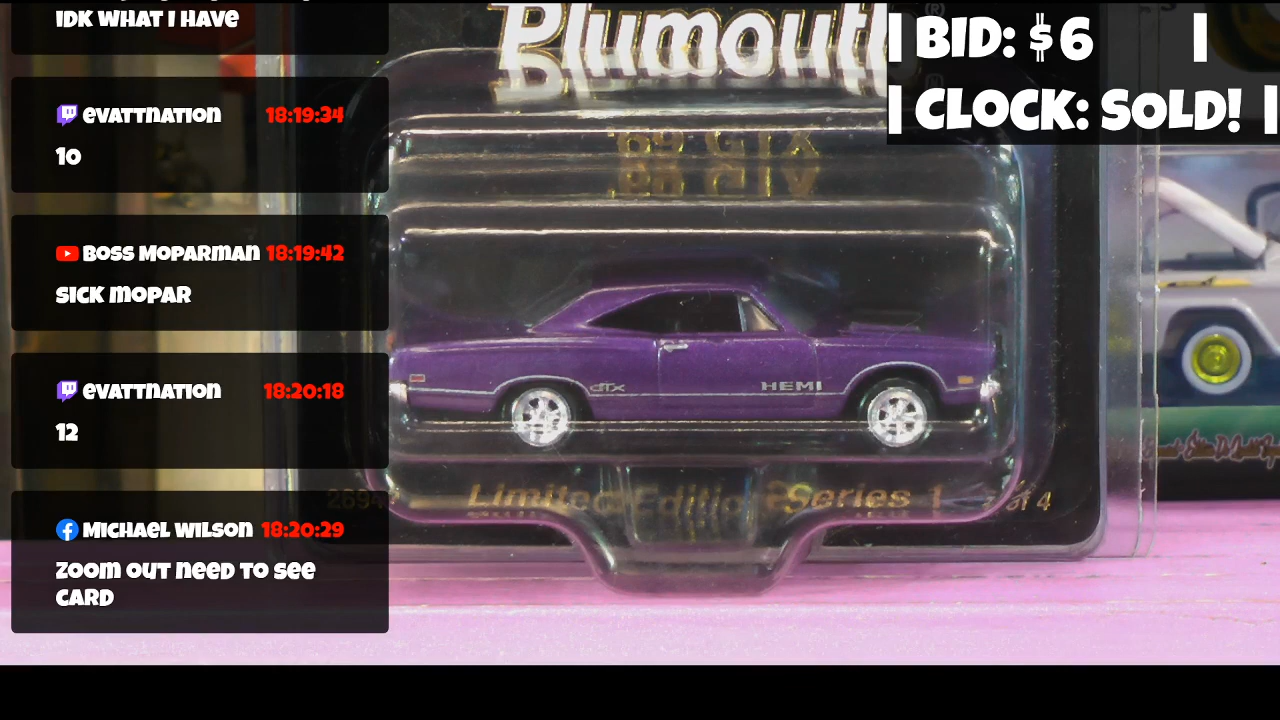 IDK WHAT I HAVE
evattnation 18:19:34
10
Boss Moparman 18:19:42
SICK MOPAR
evattnation 18:20:18
12
Michael Wilson 18:20:29
Zoom out need to see
card
Plymouth
| BID: $6 |
| CLOCK: SOLD! |
'69 GTX
GTX
HEMI
Limited Edition Series 1
of 4